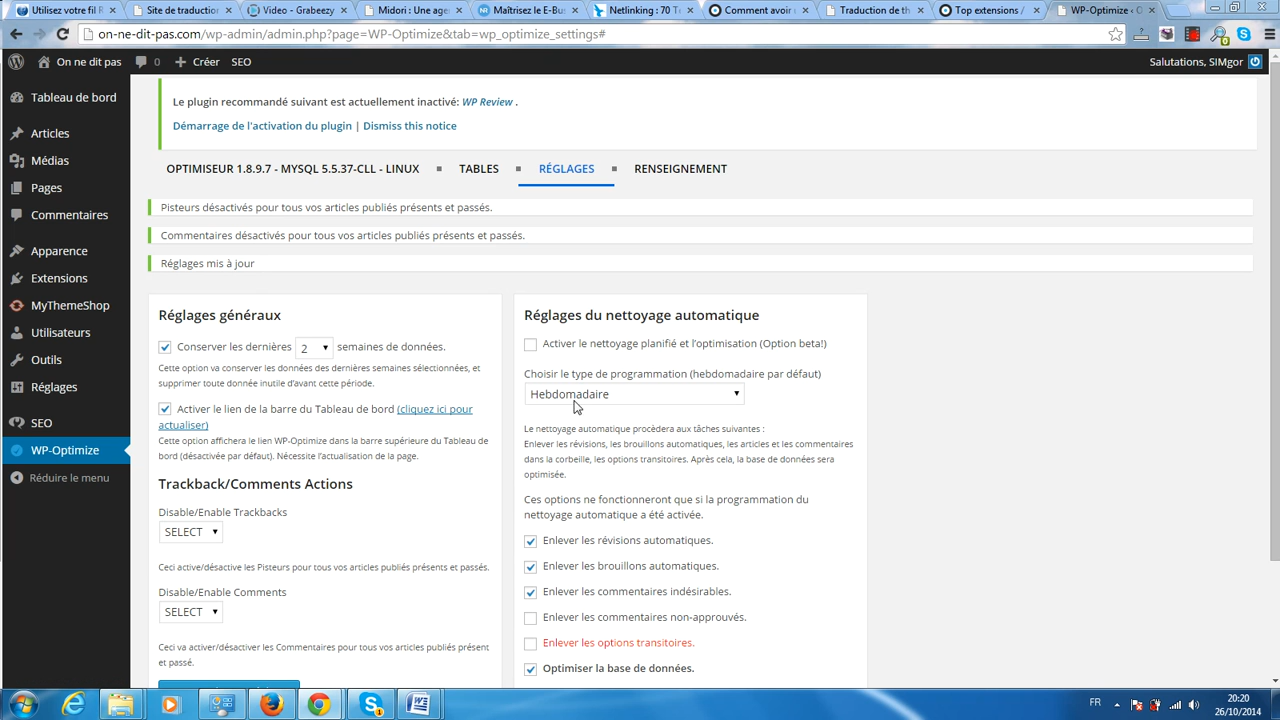 Utilisez votre fil R
Site de traduction
Video - Grabeezy
Midori : Une age
Maîtrisez le E-Bus
Netlinking : 70 Te
Comment avoir
Traduction de th
Top extensions /
WP-Optimize ‹ O
on-ne-dit-pas.com/wp-admin/admin.php?page=WP-Optimize&tab=wp_optimize_settings#
On ne dit pas
0
Créer
SEO
Salutations, SIMgor
Tableau de bord
Articles
Médias
Pages
Commentaires
Apparence
Extensions
MyThemeShop
Utilisateurs
Outils
Réglages
SEO
WP-Optimize
Réduire le menu
Le plugin recommandé suivant est actuellement inactivé: WP Review .
Démarrage de l'activation du plugin | Dismiss this notice
OPTIMISEUR 1.8.9.7 - MYSQL 5.5.37-CLL - LINUX
TABLES
RÉGLAGES
RENSEIGNEMENT
Pisteurs désactivés pour tous vos articles publiés présents et passés.
Commentaires désactivés pour tous vos articles publiés présents et passés.
Réglages mis à jour
Réglages généraux
Conserver les dernières 2 semaines de données.
Cette option va conserver les données des dernières semaines sélectionnées, et
supprimer toute donnée inutile d'avant cette période.
Activer le lien de la barre du Tableau de bord (cliquez ici pour
actualiser)
Cette option affichera le lien WP-Optimize dans la barre supérieure du Tableau de
bord (désactivée par défaut). Nécessite l'actualisation de la page.
Trackback/Comments Actions
Disable/Enable Trackbacks
SELECT
Ceci active/désactive les Pisteurs pour tous vos articles publiés présents et passés.
Disable/Enable Comments
SELECT
Ceci va activer/désactiver les Commentaires pour tous vos articles publiés présent
et passé.
Réglages du nettoyage automatique
Activer le nettoyage planifié et l'optimisation (Option beta!)
Choisir le type de programmation (hebdomadaire par défaut)
Hebdomadaire
Le nettoyage automatique procèdera aux tâches suivantes :
Enlever les révisions, les brouillons automatiques, les articles et les commentaires
dans la corbeille, les options transitoires. Après cela, la base de données sera
optimisée.
Ces options ne fonctionneront que si la programmation du
nettoyage automatique a été activée.
Enlever les révisions automatiques.
Enlever les brouillons automatiques.
Enlever les commentaires indésirables.
Enlever les commentaires non-approuvés.
Enlever les options transitoires.
Optimiser la base de données.
FR
20:20
26/10/2014